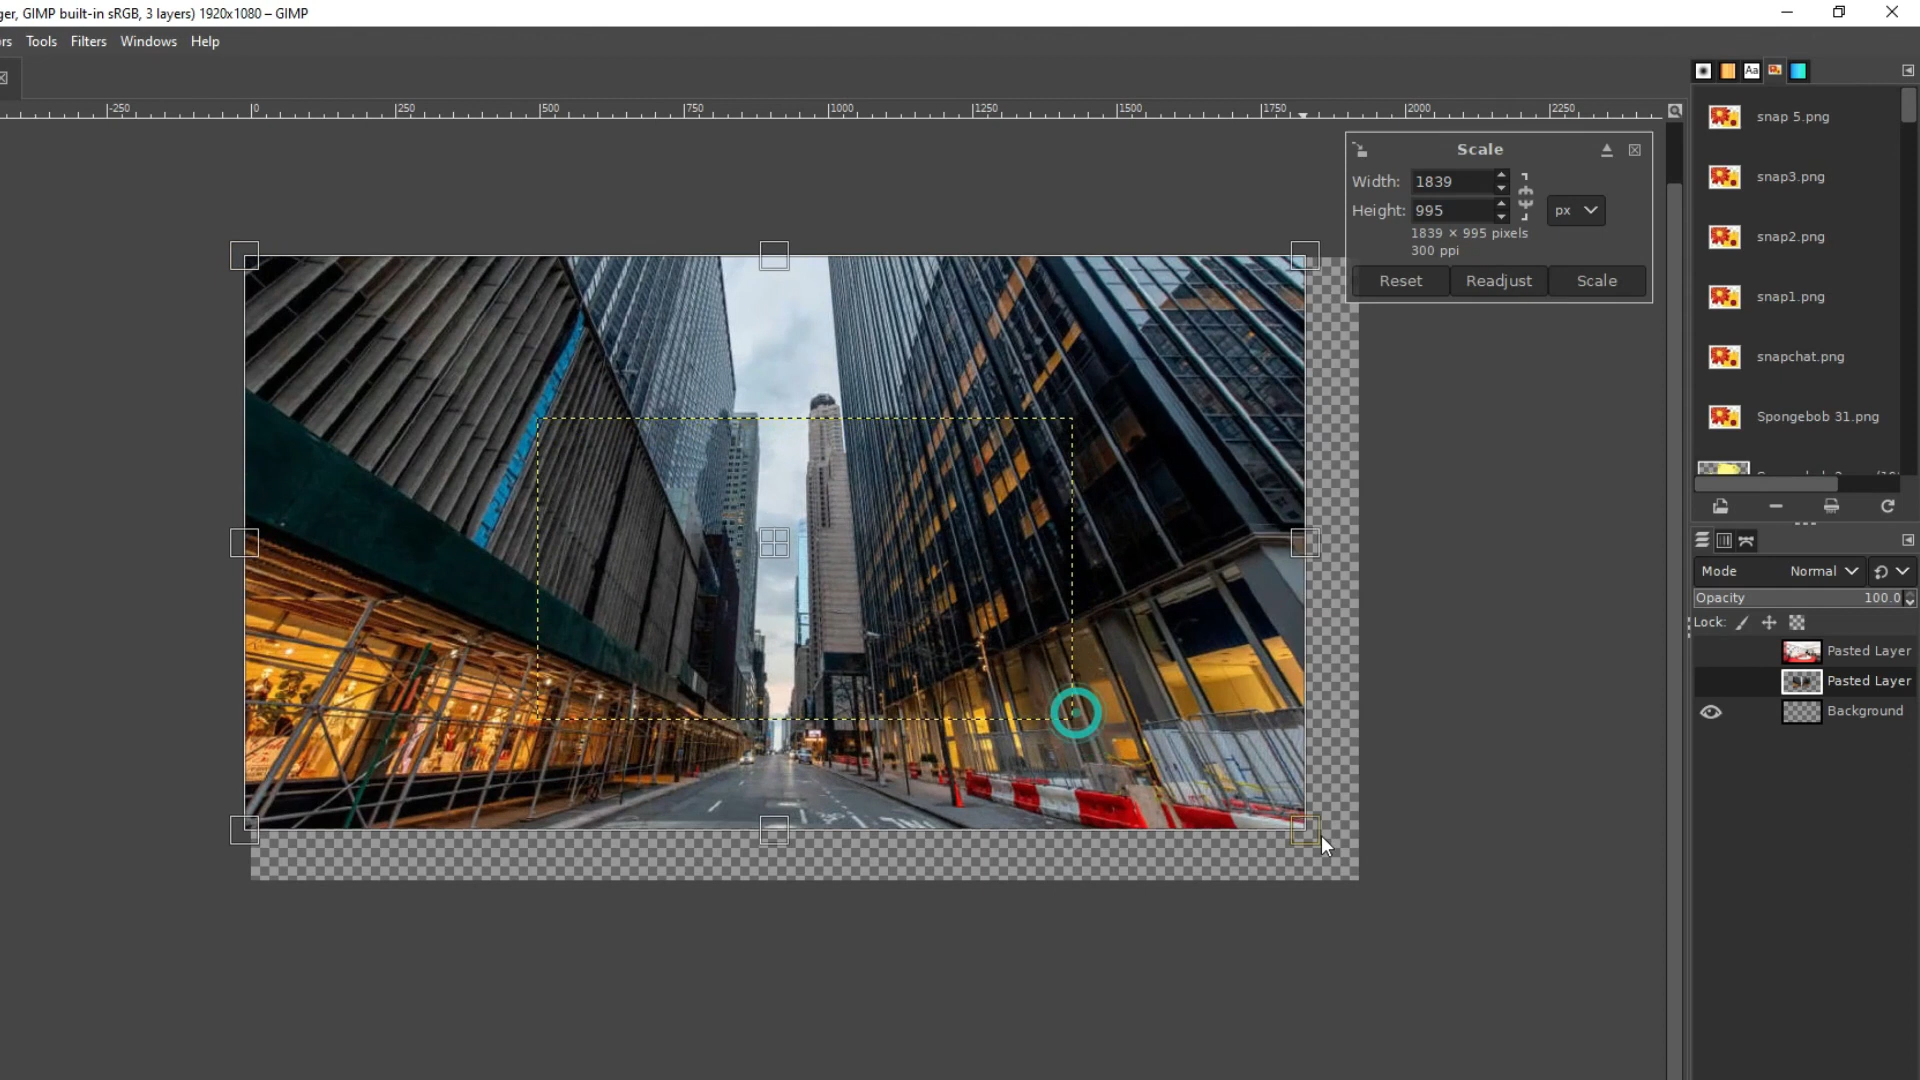 ger, GIMP built-in sRGB, 3 layers) 1920x1080 – GIMP
rs Tools Filters Windows Help
-250 0 250 500 750 1000 1250 1500 1750 2000 2250
Aa
snap 5.png
snap3.png
snap2.png
snap1.png
snapchat.png
Spongebob 31.png
Scale
Width: 1839
Height: 995 px
1839 × 995 pixels
300 ppi
Reset Readjust Scale
Mode Normal
Opacity 100.0
Lock:
Pasted Layer
Pasted Layer
Background